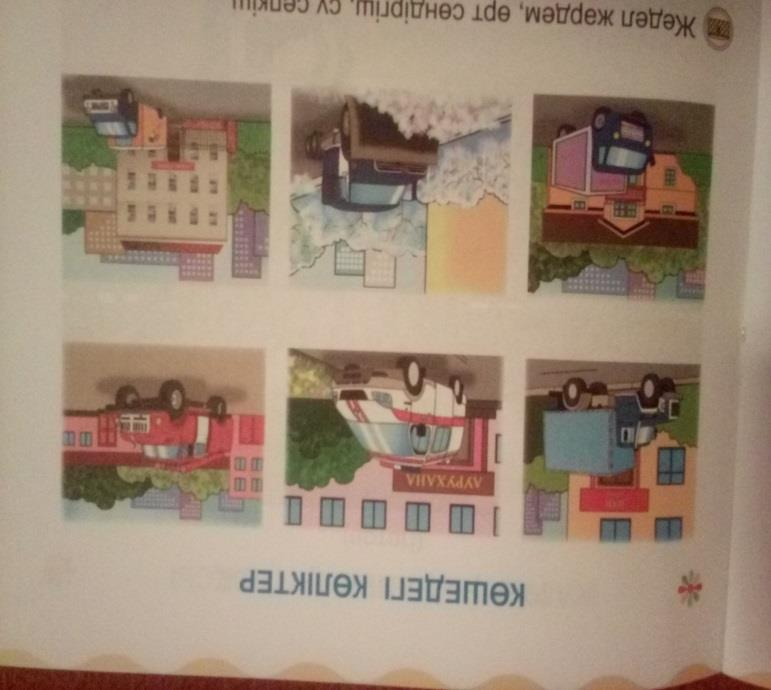 КӨШЕДЕГІ КӨЛІКТЕР
АУРУХАНА
Жедел жәрдем, өрт сөндіргіш, су сепкіш